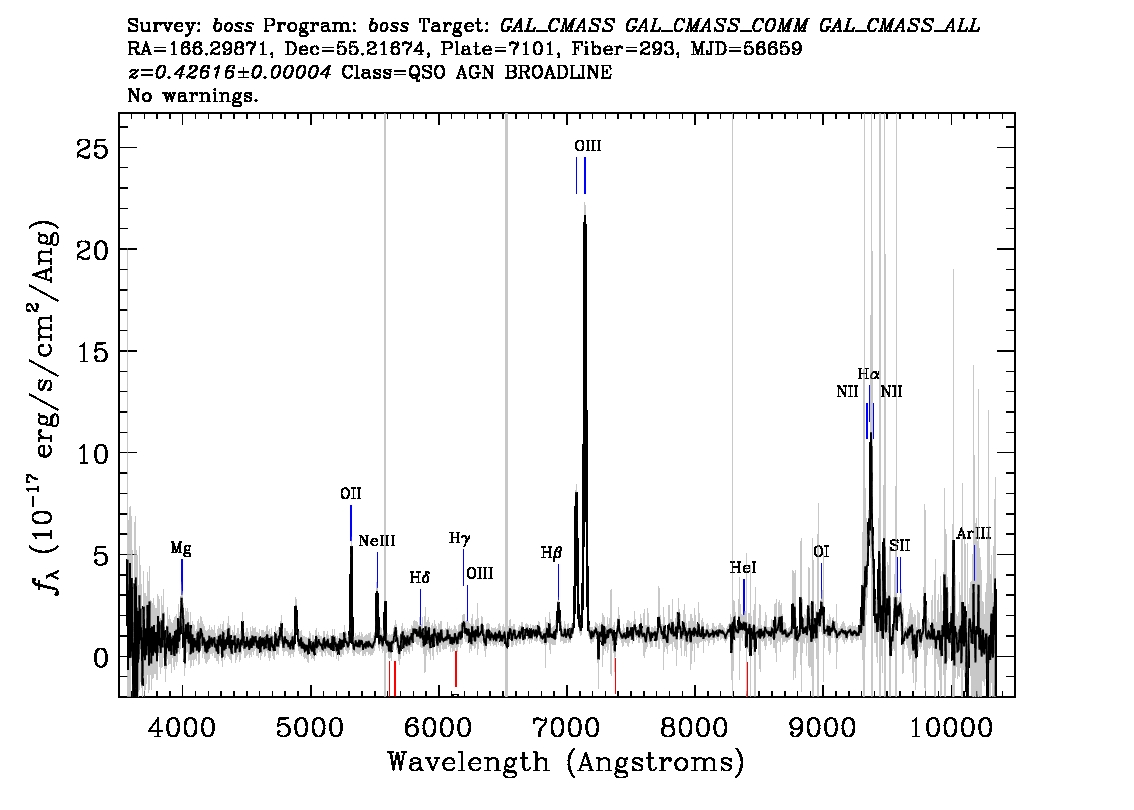 Survey: boss Program: boss Target: GAL_CMASS GAL_CMASS_COMM GAL_CMASS_ALL
RA=166.29871, Dec=55.21674, Plate=7101, Fiber=293, MJD=56659
z=0.42616±0.00004 Class=QSO AGN BROADLINE
No warnings.
OIII
Hα
NII NII
OII
NeIII
Hγ
Mg
Hβ
Hδ
OIII
HeI
OI
SII
ArIII
25
20
15
10
5
0
fλ (10⁻¹⁷ erg/s/cm²/Ang)
4000 5000 6000 7000 8000 9000 10000
Wavelength (Angstroms)